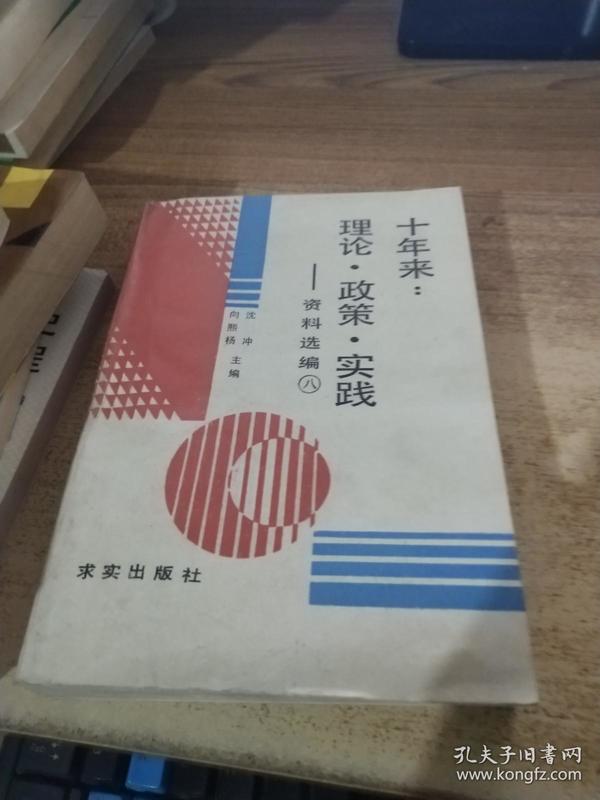 十年来：
理论·政策·实践
——资料选编㊇
沈冲
向熙杨 主编
求实出版社
孔夫子旧书网
www.kongfz.com